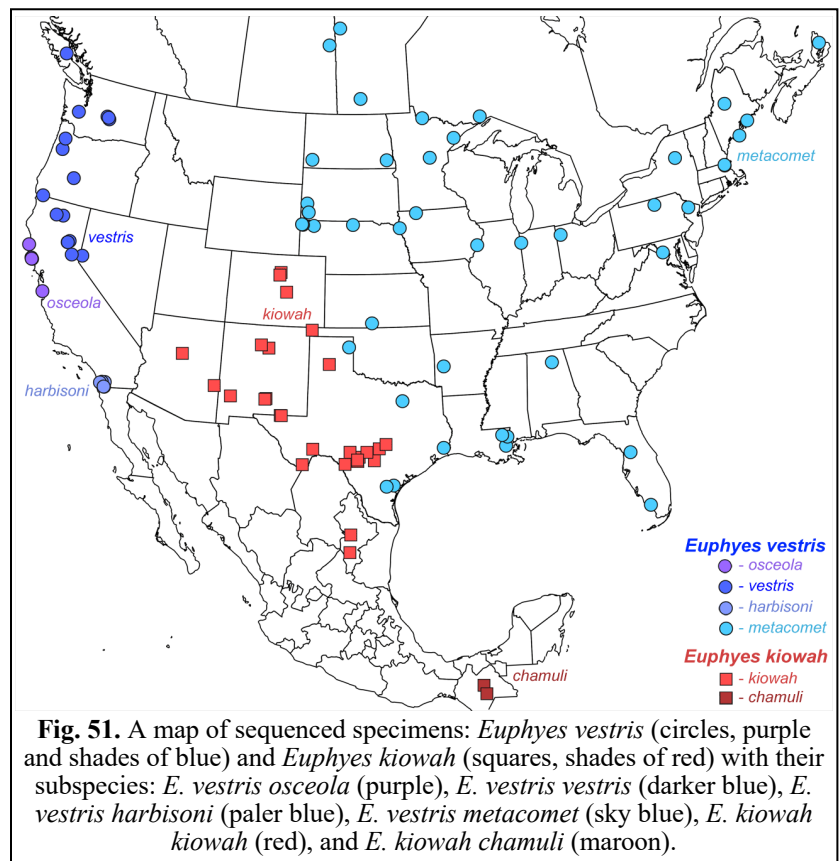 metacomet
vestris
osceola
kiowah
harbisoni
Euphyes vestris
- osceola
- vestris
- harbisoni
- metacomet
Euphyes kiowah
- kiowah
- chamuli
chamuli
Fig. 51. A map of sequenced specimens: Euphyes vestris (circles, purple
and shades of blue) and Euphyes kiowah (squares, shades of red) with their
subspecies: E. vestris osceola (purple), E. vestris vestris (darker blue), E.
vestris harbisoni (paler blue), E. vestris metacomet (sky blue), E. kiowah
kiowah (red), and E. kiowah chamuli (maroon).